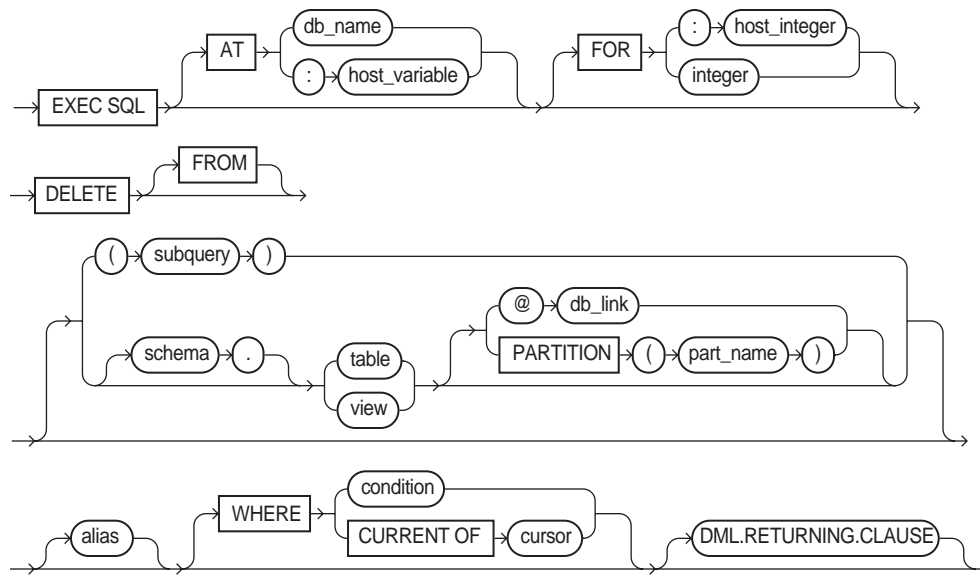 EXEC SQL AT db_name : host_variable FOR : host_integer integer
DELETE FROM
( subquery )
schema . table view @ db_link PARTITION ( part_name )
alias WHERE condition CURRENT OF cursor DML.RETURNING.CLAUSE